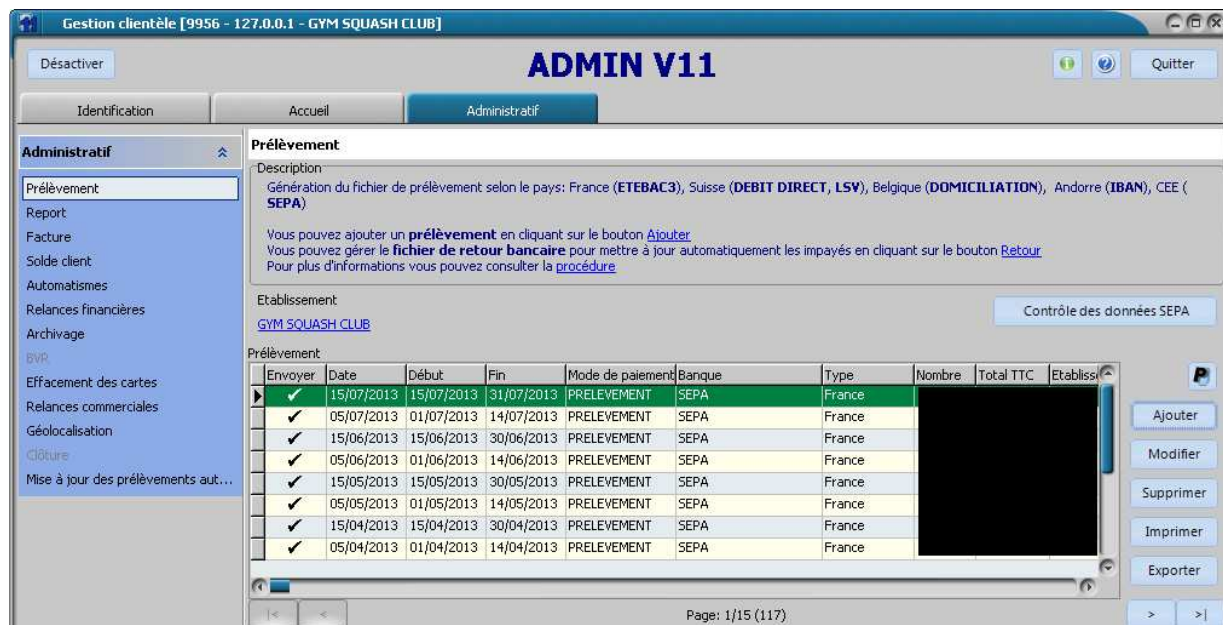 Gestion clientèle [9956 - 127.0.0.1 - GYM SQUASH CLUB]
Désactiver
ADMIN V11
Quitter
Identification
Accueil
Administratif
Administratif
Prélèvement
Report
Facture
Solde client
Automatismes
Relances financières
Archivage
BVR
Effacement des cartes
Relances commerciales
Géolocalisation
Clôture
Mise à jour des prélèvements aut...
Prélèvement
Description
Génération du fichier de prélèvement selon le pays: France (ETEBAC3), Suisse (DEBIT DIRECT, LSV), Belgique (DOMICILIATION), Andorre (IBAN), CEE (
SEPA)
Vous pouvez ajouter un prélèvement en cliquant sur le bouton Ajouter
Vous pouvez gérer le fichier de retour bancaire pour mettre à jour automatiquement les impayés en cliquant sur le bouton Retour
Pour plus d'informations vous pouvez consulter la procédure
Etablissement
GYM SQUASH CLUB
Contrôle des données SEPA
Prélèvement
Envoyer Date Début Fin Mode de paiement Banque Type Nombre Total TTC Etabliss
✔ 15/07/2013 15/07/2013 31/07/2013 PRELEVEMENT SEPA France
✔ 05/07/2013 01/07/2013 14/07/2013 PRELEVEMENT SEPA France
✔ 15/06/2013 15/06/2013 30/06/2013 PRELEVEMENT SEPA France
✔ 05/06/2013 01/06/2013 14/06/2013 PRELEVEMENT SEPA France
✔ 15/05/2013 15/05/2013 30/05/2013 PRELEVEMENT SEPA France
✔ 05/05/2013 01/05/2013 14/05/2013 PRELEVEMENT SEPA France
✔ 15/04/2013 15/04/2013 30/04/2013 PRELEVEMENT SEPA France
✔ 05/04/2013 01/04/2013 14/04/2013 PRELEVEMENT SEPA France
Ajouter
Modifier
Supprimer
Imprimer
Exporter
|< < Page: 1/15 (117) > >|